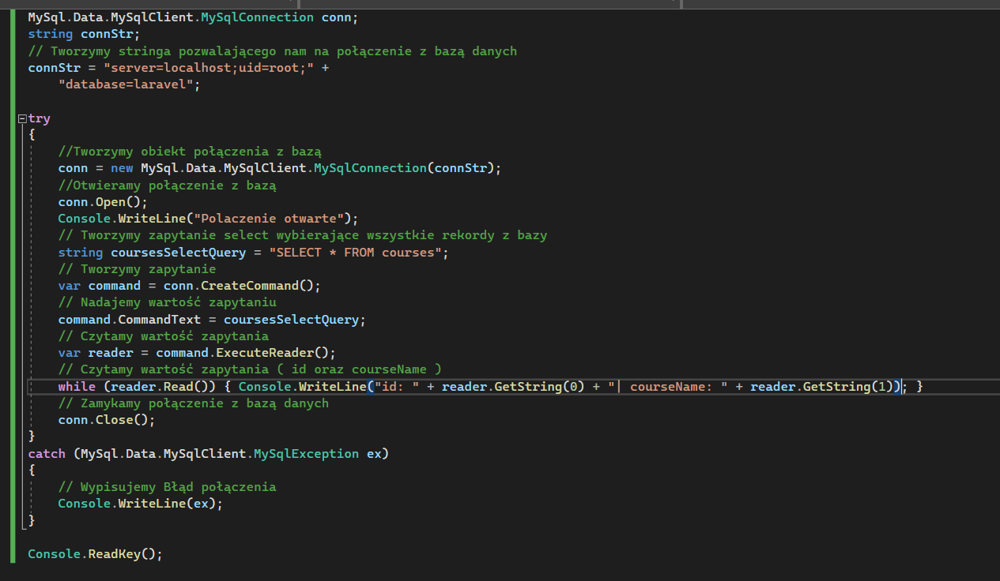 MySql.Data.MySqlClient.MySqlConnection conn;
string connStr;
// Tworzymy stringa pozwalającego nam na połączenie z bazą danych
connStr = "server=localhost;uid=root;" +
    "database=laravel";

try
{
    //Tworzymy obiekt połączenia z bazą
    conn = new MySql.Data.MySqlClient.MySqlConnection(connStr);
    //Otwieramy połączenie z bazą
    conn.Open();
    Console.WriteLine("Polaczenie otwarte");
    // Tworzymy zapytanie select wybierające wszystkie rekordy z bazy
    string coursesSelectQuery = "SELECT * FROM courses";
    // Tworzymy zapytanie
    var command = conn.CreateCommand();
    // Nadajemy wartość zapytaniu
    command.CommandText = coursesSelectQuery;
    // Czytamy wartość zapytania
    var reader = command.ExecuteReader();
    // Czytamy wartość zapytania ( id oraz courseName )
    while (reader.Read()) { Console.WriteLine("id: " + reader.GetString(0) + "| courseName: " + reader.GetString(1)); }
    // Zamykamy połączenie z bazą danych
    conn.Close();
}
catch (MySql.Data.MySqlClient.MySqlException ex)
{
    // Wypisujemy Błąd połączenia
    Console.WriteLine(ex);
}

Console.ReadKey();